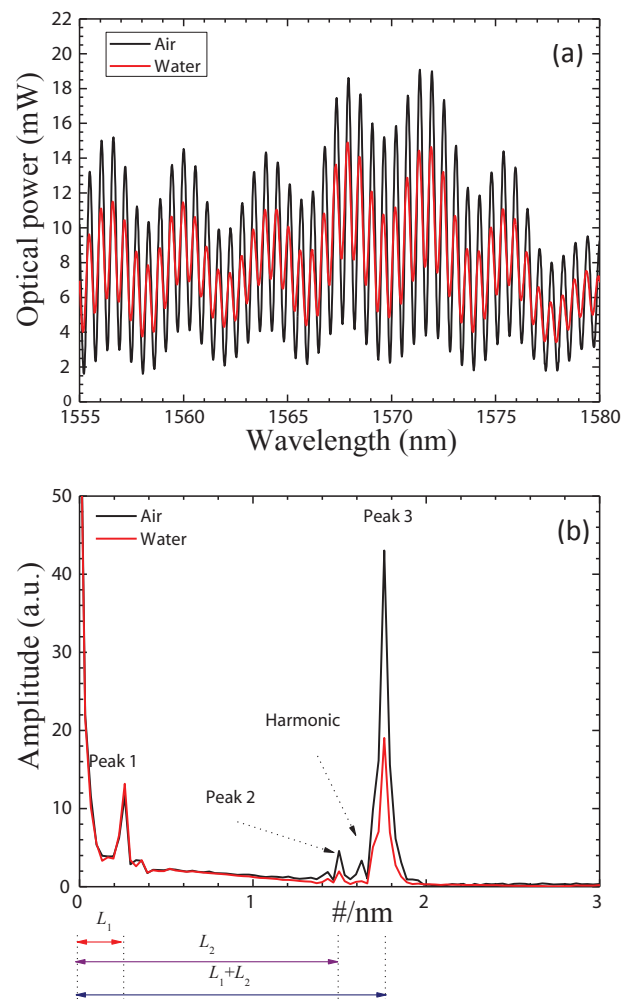 22
20
18
16
14
12
10
8
6
4
2
0
Optical power (mW)
Air
Water
(a)
1555 1560 1565 1570 1575 1580
Wavelength (nm)
50
40
30
20
10
0
Amplitude (a.u.)
Air
Water
Peak 3
(b)
Harmonic
Peak 1
Peak 2
0 1 2 3
#/nm
L1
L2
L1+L2